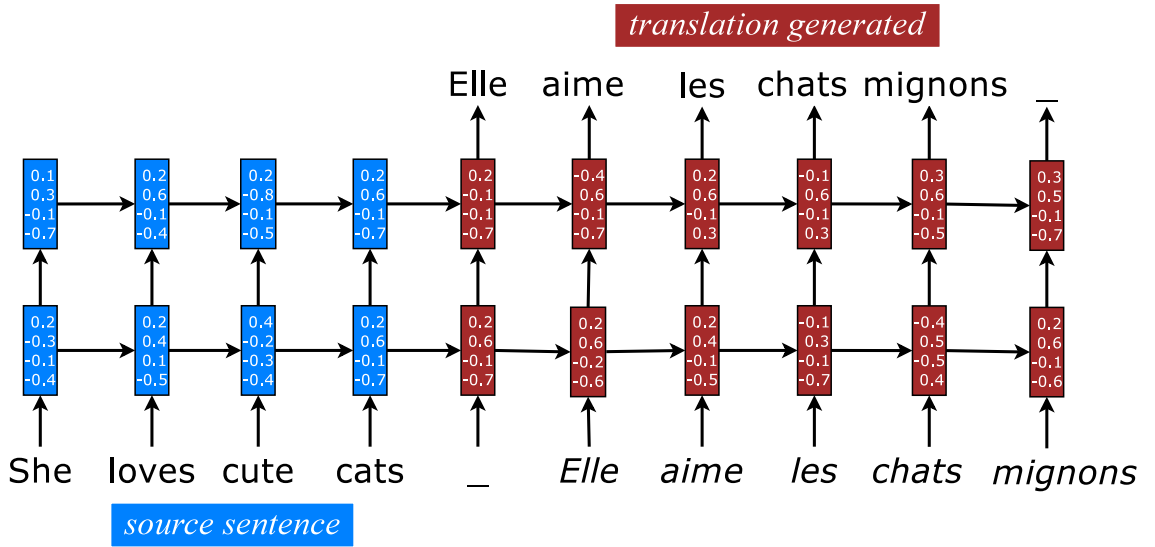 translation generated
Elle aime les chats mignons _
0.1 0.2 0.2 0.2 0.2 -0.4 0.2 -0.1 0.3 0.3
0.3 0.6 -0.8 0.6 -0.1 0.6 0.6 0.6 0.6 0.5
-0.1 -0.1 -0.1 -0.1 -0.1 -0.1 -0.1 -0.1 -0.1 -0.1
-0.7 -0.4 -0.5 -0.7 -0.7 -0.7 0.3 0.3 -0.5 -0.7
0.2 0.2 0.4 0.2 0.2 0.2 0.2 -0.1 -0.4 0.2
-0.3 0.4 -0.2 0.6 0.6 0.6 0.4 0.3 -0.5 0.6
-0.1 0.1 -0.3 -0.1 -0.1 -0.2 -0.1 -0.1 -0.5 -0.1
-0.4 -0.5 -0.4 -0.7 -0.7 -0.6 -0.5 -0.7 0.4 -0.6
She loves cute cats _ Elle aime les chats mignons
source sentence